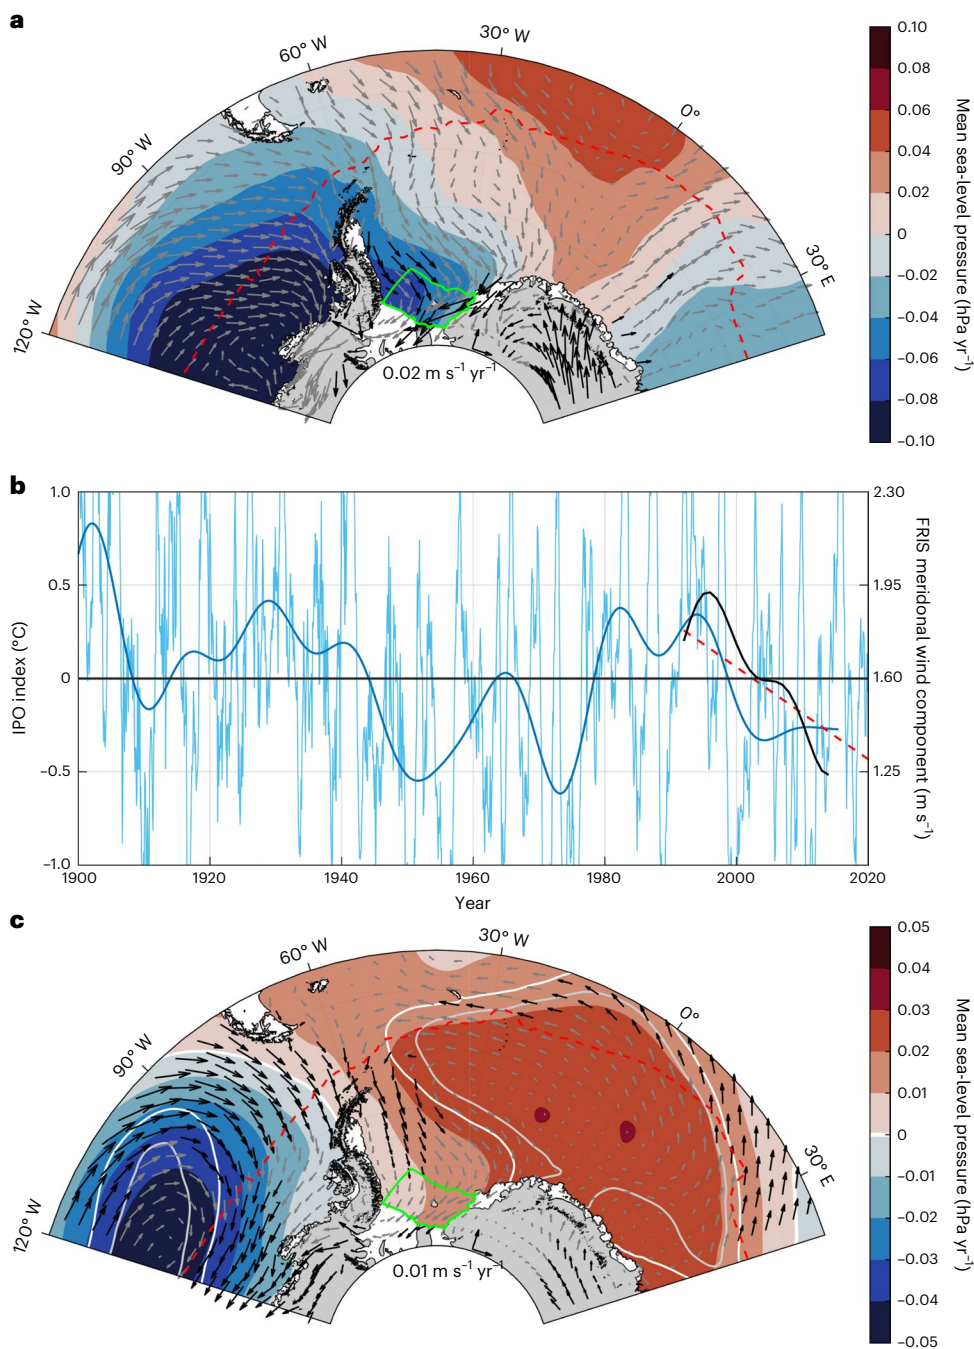 a
60° W
30° W
90° W
0°
120° W
30° E
0.02 m s⁻¹ yr⁻¹
0.10
0.08
0.06
0.04
0.02
0
–0.02
–0.04
–0.06
–0.08
–0.10
Mean sea-level pressure (hPa yr⁻¹)
b
1.0
0.5
0
–0.5
–1.0
IPO index (°C)
2.30
1.95
1.60
1.25
FRIS meridonal wind component (m s⁻¹)
1900
1920
1940
1960
1980
2000
2020
Year
c
60° W
30° W
90° W
0°
120° W
30° E
0.01 m s⁻¹ yr⁻¹
0.05
0.04
0.03
0.02
0.01
0
–0.01
–0.02
–0.03
–0.04
–0.05
Mean sea-level pressure (hPa yr⁻¹)